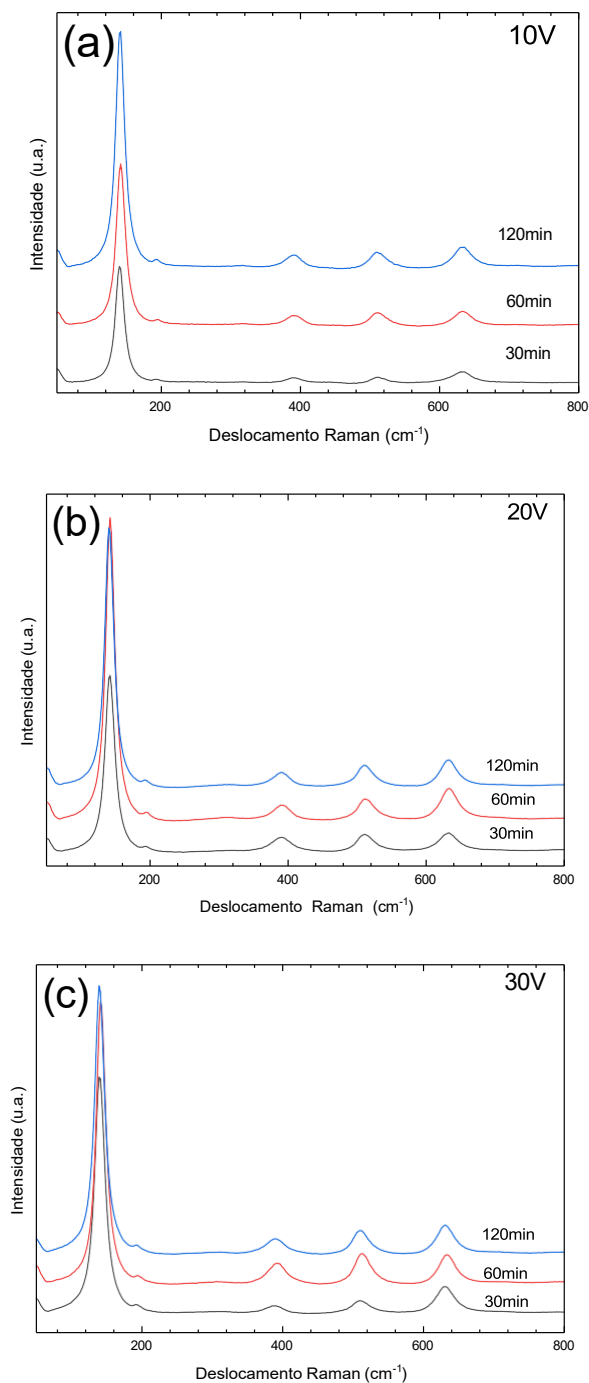 (a)
10V
Intensidade (u.a.)
120min
60min
30min
200 400 600 800
Deslocamento Raman (cm-1)
(b)
20V
Intensidade (u.a.)
120min
60min
30min
200 400 600 800
Deslocamento Raman (cm-1)
(c)
30V
Intensidade (u.a.)
120min
60min
30min
200 400 600 800
Deslocamento Raman (cm-1)